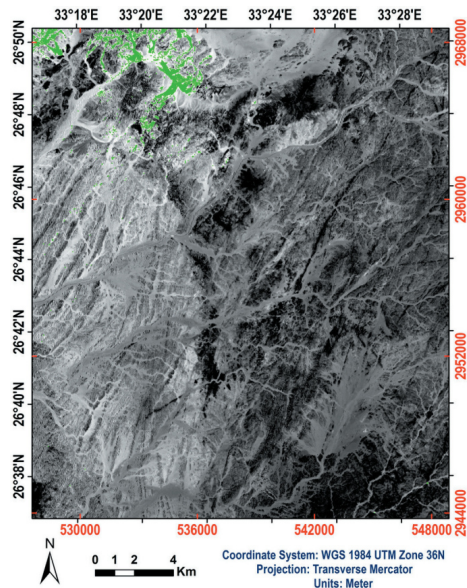 33°18'E 33°20'E 33°22'E 33°24'E 33°26'E 33°28'E
26°50'N
26°48'N
26°46'N
26°44'N
26°42'N
26°40'N
26°38'N
2968000
2960000
2952000
2944000
530000 536000 542000 548000
N
0 1 2 4
Km
Coordinate System: WGS 1984 UTM Zone 36N
Projection: Transverse Mercator
Units: Meter